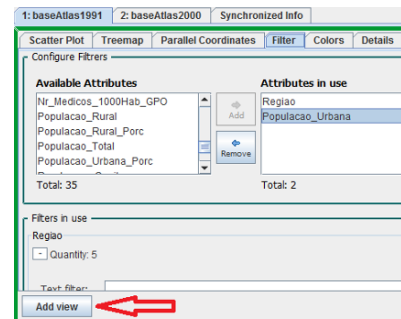 1: baseAtlas1991 2: baseAtlas2000 Synchronized Info
Scatter Plot Treemap Parallel Coordinates Filter Colors Details
Configure Filtrers
Available Attributes Attributes in use
Nr_Medicos_1000Hab_GPO
Populacao_Rural
Populacao_Rural_Porc
Populacao_Total
Populacao_Urbana_Porc
Add
Remove
Regiao
Populacao_Urbana
Total: 35 Total: 2
Filters in use
Regiao
- Quantity: 5
Text filter:
Add view